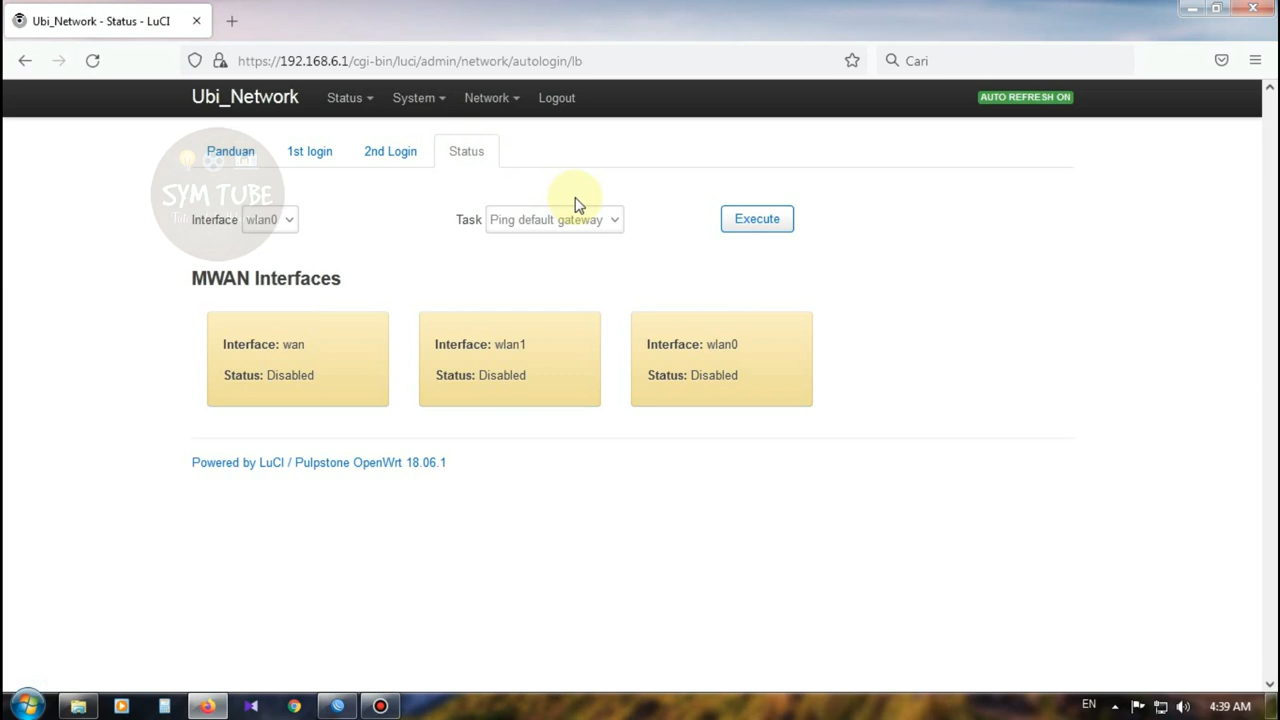 Ubi_Network - Status - LuCI
https://192.168.6.1/cgi-bin/luci/admin/network/autologin/lb
Cari
Ubi_Network Status System Network Logout AUTO REFRESH ON
Panduan 1st login 2nd Login Status
SYM TUBE
Interface wlan0 Task Ping default gateway Execute
MWAN Interfaces
Interface: wan Interface: wlan1 Interface: wlan0
Status: Disabled Status: Disabled Status: Disabled
Powered by LuCI / Pulpstone OpenWrt 18.06.1
EN 4:39 AM